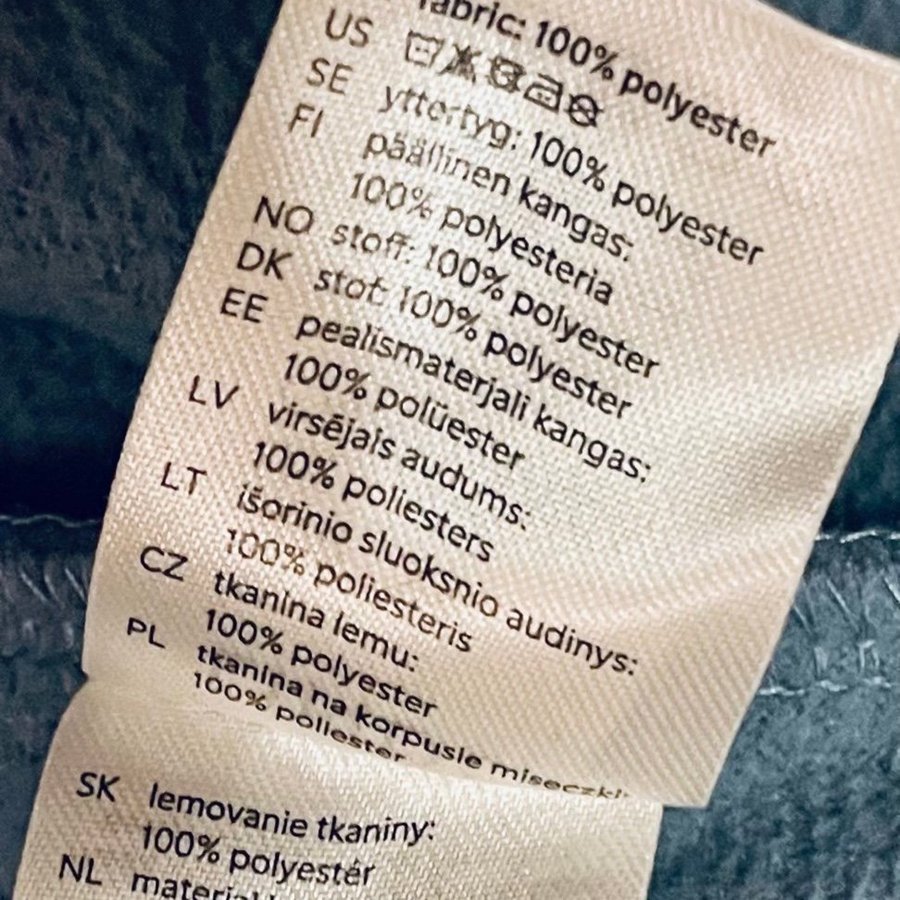 fabric: 100% polyester
US
SE yttertyg: 100% polyester
FI päällinen kangas:
100% polyesteria
NO stoff: 100% polyester
DK stof: 100% polyester
EE pealismaterjali kangas:
100% polüester
LV virsējais audums:
100% poliesters
LT išorinio sluoksnio audinys:
100% poliesteris
CZ tkanina lemu:
100% polyester
PL tkanina na korpusie miseczki:
100% poliester
SK lemovanie tkaniny:
100% polyestér
NL